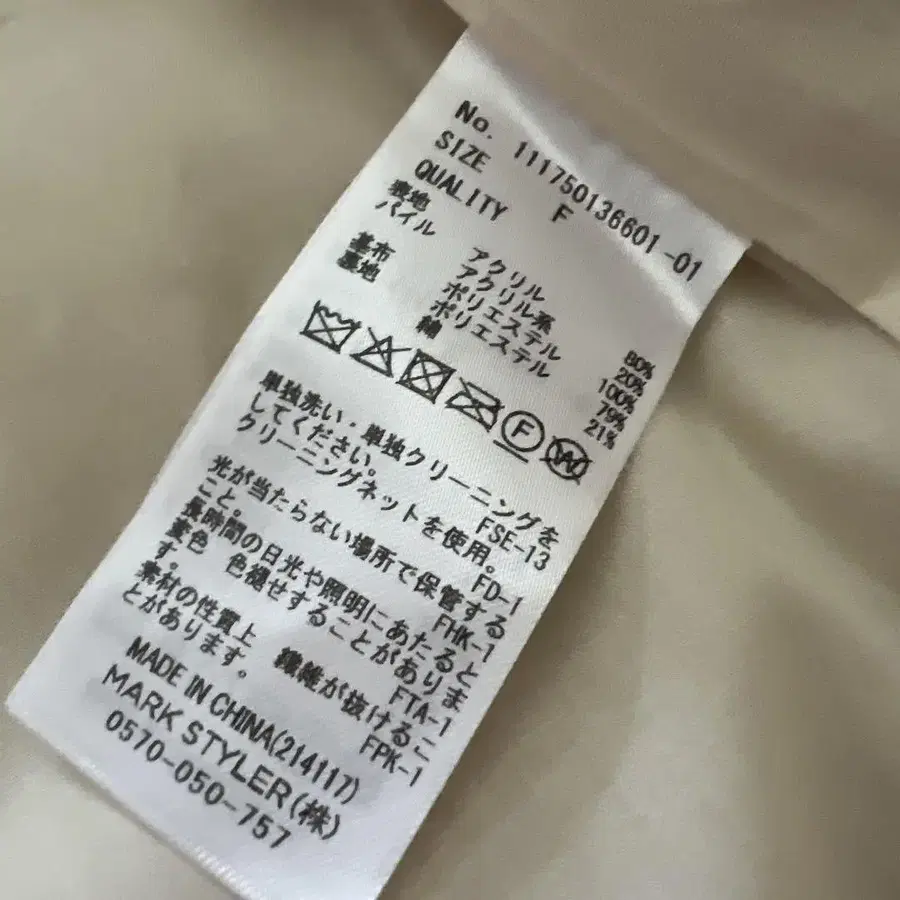 No. 111750136601-01
SIZE F
QUALITY
表地
パイル アクリル 80%
アクリル系 20%
基布 ポリエステル 100%
裏地 ポリエステル 79%
綿 21%
F W
単独洗い・単独クリーニングを
してください。 FSE-13
クリーニングネットを使用。
FD-1
光が当たらない場所で保管する
こと。 FHK-1
長時間の日光や照明にあたると
変色 色褪せすることがありま
す。 FTA-1
素材の性質上 繊維が抜けるこ
とがあります。 FPK-1
MADE IN CHINA(214117)
MARK STYLER(株)
0570-050-757